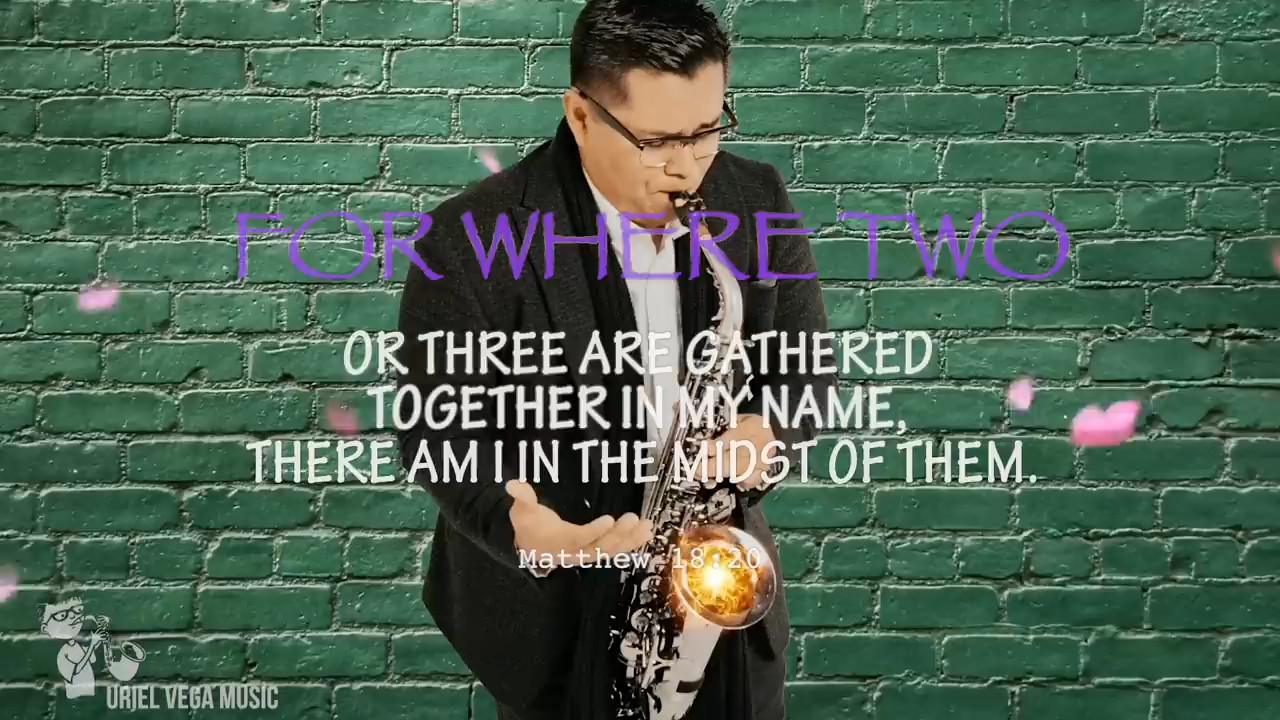 FOR WHERE TWO
OR THREE ARE GATHERED
TOGETHER IN MY NAME,
THERE AM I IN THE MIDST OF THEM.
Matthew 18:20
URIEL VEGA MUSIC